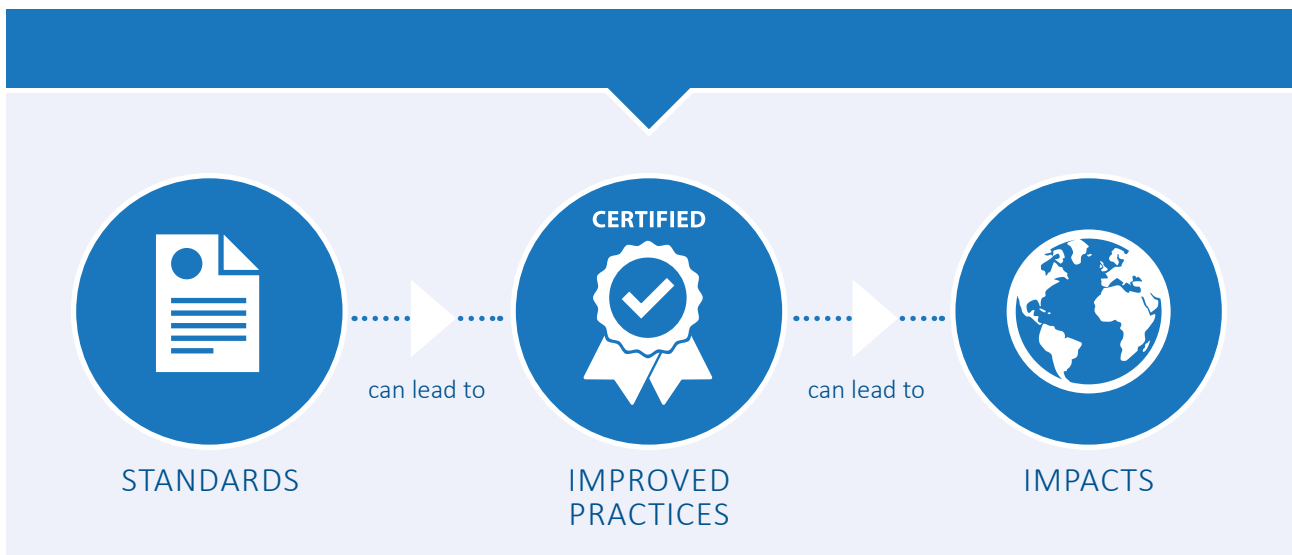 CERTIFIED
can lead to
can lead to
STANDARDS
IMPROVED
PRACTICES
IMPACTS